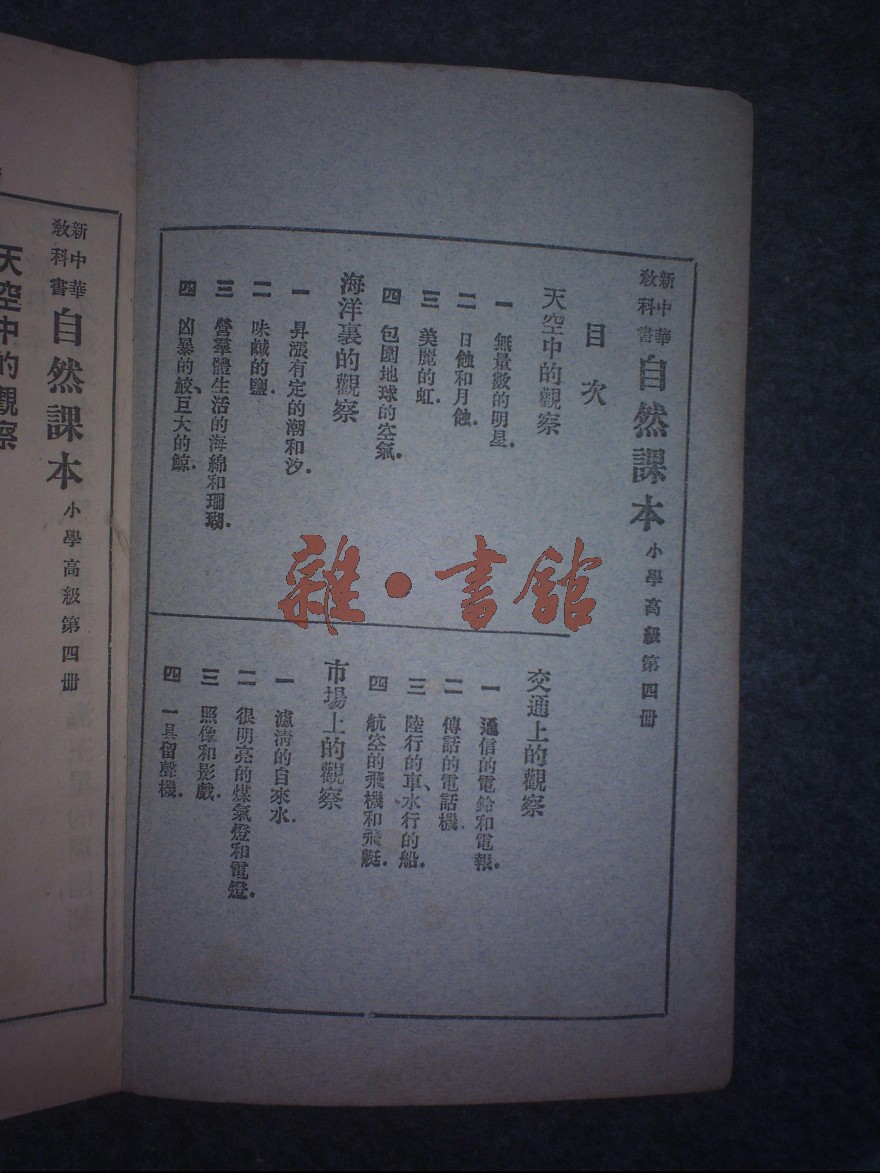 新中華
教科書
自然課本
小學高級第四册
目次
天空中的觀察
一 無量數的明星.
二 日蝕和月蝕.
三 美麗的虹.
四 包圍地球的空氣.
海洋裏的觀察
一 昇漲有定的潮和汐.
二 味鹹的鹽.
三 營羣體生活的海綿和珊瑚.
四 凶暴的鮫、巨大的鯨.
交通上的觀察
一 通信的電鈴和電報.
二 傳話的電話機.
三 陸行的車、水行的船.
四 航空的飛機和飛艇.
市場上的觀察
一 濾清的自來水.
二 很明亮的煤氣燈和電燈.
三 照像和影戲.
四 一具留聲機.
雜·書館
新中華
教科書
自然課本
小學高級第四册
天空中的觀察